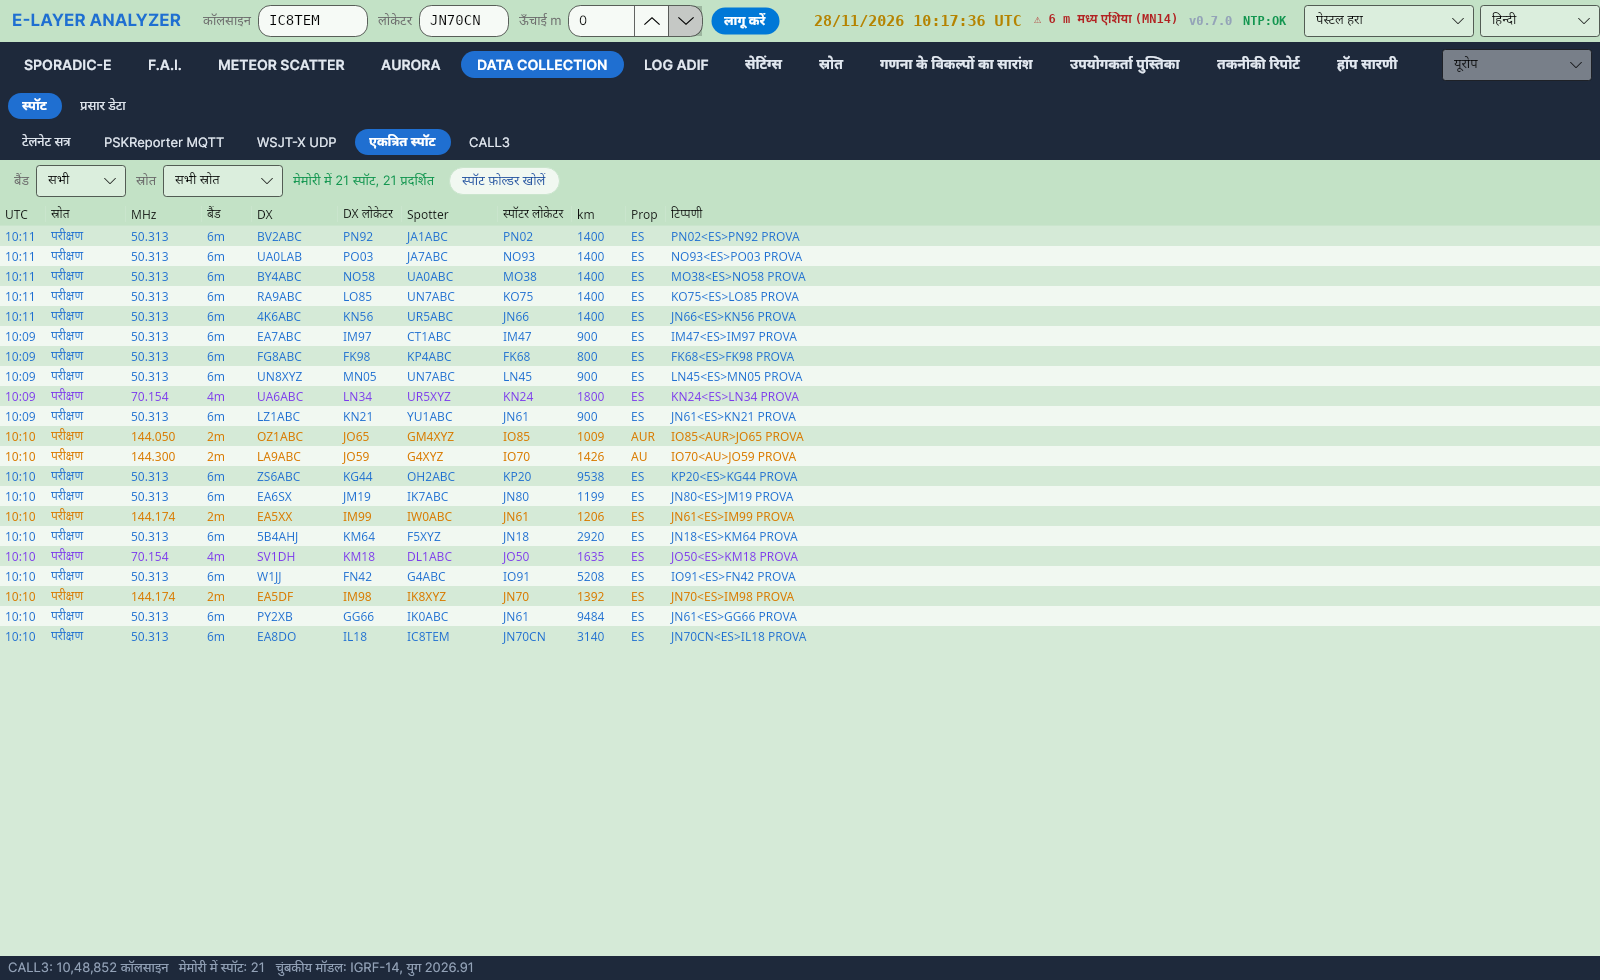 E-LAYER ANALYZER कॉलसाइन IC8TEM लोकेटर JN70CN ऊँचाई m 0 लागू करें 28/11/2026 10:17:36 UTC ⚠ 6 m मध्य एशिया (MN14) v0.7.0 NTP:OK पेस्टल हरा हिन्दी
SPORADIC-E F.A.I. METEOR SCATTER AURORA DATA COLLECTION LOG ADIF सेटिंग्स स्रोत गणना के विकल्पों का सारांश उपयोगकर्ता पुस्तिका तकनीकी रिपोर्ट हॉप सारणी यूरोप
स्पॉट प्रसार डेटा
टेलनेट सत्र PSKReporter MQTT WSJT-X UDP एकत्रित स्पॉट CALL3
बैंड सभी स्रोत सभी स्रोत मेमोरी में 21 स्पॉट, 21 प्रदर्शित स्पॉट फ़ोल्डर खोलें
UTC स्रोत MHz बैंड DX DX लोकेटर Spotter स्पॉटर लोकेटर km Prop टिप्पणी
10:11 परीक्षण 50.313 6m BV2ABC PN92 JA1ABC PN02 1400 ES PN02<ES>PN92 PROVA
10:11 परीक्षण 50.313 6m UA0LAB PO03 JA7ABC NO93 1400 ES NO93<ES>PO03 PROVA
10:11 परीक्षण 50.313 6m BY4ABC NO58 UA0ABC MO38 1400 ES MO38<ES>NO58 PROVA
10:11 परीक्षण 50.313 6m RA9ABC LO85 UN7ABC KO75 1400 ES KO75<ES>LO85 PROVA
10:11 परीक्षण 50.313 6m 4K6ABC KN56 UR5ABC JN66 1400 ES JN66<ES>KN56 PROVA
10:09 परीक्षण 50.313 6m EA7ABC IM97 CT1ABC IM47 900 ES IM47<ES>IM97 PROVA
10:09 परीक्षण 50.313 6m FG8ABC FK98 KP4ABC FK68 800 ES FK68<ES>FK98 PROVA
10:09 परीक्षण 50.313 6m UN8XYZ MN05 UN7ABC LN45 900 ES LN45<ES>MN05 PROVA
10:09 परीक्षण 70.154 4m UA6ABC LN34 UR5XYZ KN24 1800 ES KN24<ES>LN34 PROVA
10:09 परीक्षण 50.313 6m LZ1ABC KN21 YU1ABC JN61 900 ES JN61<ES>KN21 PROVA
10:10 परीक्षण 144.050 2m OZ1ABC JO65 GM4XYZ IO85 1009 AUR IO85<AUR>JO65 PROVA
10:10 परीक्षण 144.300 2m LA9ABC JO59 G4XYZ IO70 1426 AU IO70<AU>JO59 PROVA
10:10 परीक्षण 50.313 6m ZS6ABC KG44 OH2ABC KP20 9538 ES KP20<ES>KG44 PROVA
10:10 परीक्षण 50.313 6m EA6SX JM19 IK7ABC JN80 1199 ES JN80<ES>JM19 PROVA
10:10 परीक्षण 144.174 2m EA5XX IM99 IW0ABC JN61 1206 ES JN61<ES>IM99 PROVA
10:10 परीक्षण 50.313 6m 5B4AHJ KM64 F5XYZ JN18 2920 ES JN18<ES>KM64 PROVA
10:10 परीक्षण 70.154 4m SV1DH KM18 DL1ABC JO50 1635 ES JO50<ES>KM18 PROVA
10:10 परीक्षण 50.313 6m W1JJ FN42 G4ABC IO91 5208 ES IO91<ES>FN42 PROVA
10:10 परीक्षण 144.174 2m EA5DF IM98 IK8XYZ JN70 1392 ES JN70<ES>IM98 PROVA
10:10 परीक्षण 50.313 6m PY2XB GG66 IK0ABC JN61 9484 ES JN61<ES>GG66 PROVA
10:10 परीक्षण 50.313 6m EA8DO IL18 IC8TEM JN70CN 3140 ES JN70CN<ES>IL18 PROVA
CALL3: 10,48,852 कॉलसाइन मेमोरी में स्पॉट: 21 चुंबकीय मॉडल: IGRF-14, युग 2026.91